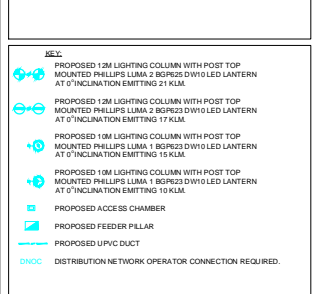 KEY:
PROPOSED 12M LIGHTING COLUMN WITH POST TOP
MOUNTED PHILLIPS LUMA 2 BGP625 DW10 LED LANTERN
AT 0°INCLINATION EMITTING 21 KLM.
PROPOSED 12M LIGHTING COLUMN WITH POST TOP
MOUNTED PHILLIPS LUMA 2 BGP623 DW10 LED LANTERN
AT 0°INCLINATION EMITTING 17 KLM.
PROPOSED 10M LIGHTING COLUMN WITH POST TOP
MOUNTED PHILLIPS LUMA 1 BGP623 DW10 LED LANTERN
AT 0°INCLINATION EMITTING 15 KLM.
PROPOSED 10M LIGHTING COLUMN WITH POST TOP
MOUNTED PHILLIPS LUMA 1 BGP623 DW10 LED LANTERN
AT 0°INCLINATION EMITTING 10 KLM.
PROPOSED ACCESS CHAMBER
PROPOSED FEEDER PILLAR
PROPOSED UPVC DUCT
DNOC DISTRIBUTION NETWORK OPERATOR CONNECTION REQUIRED.